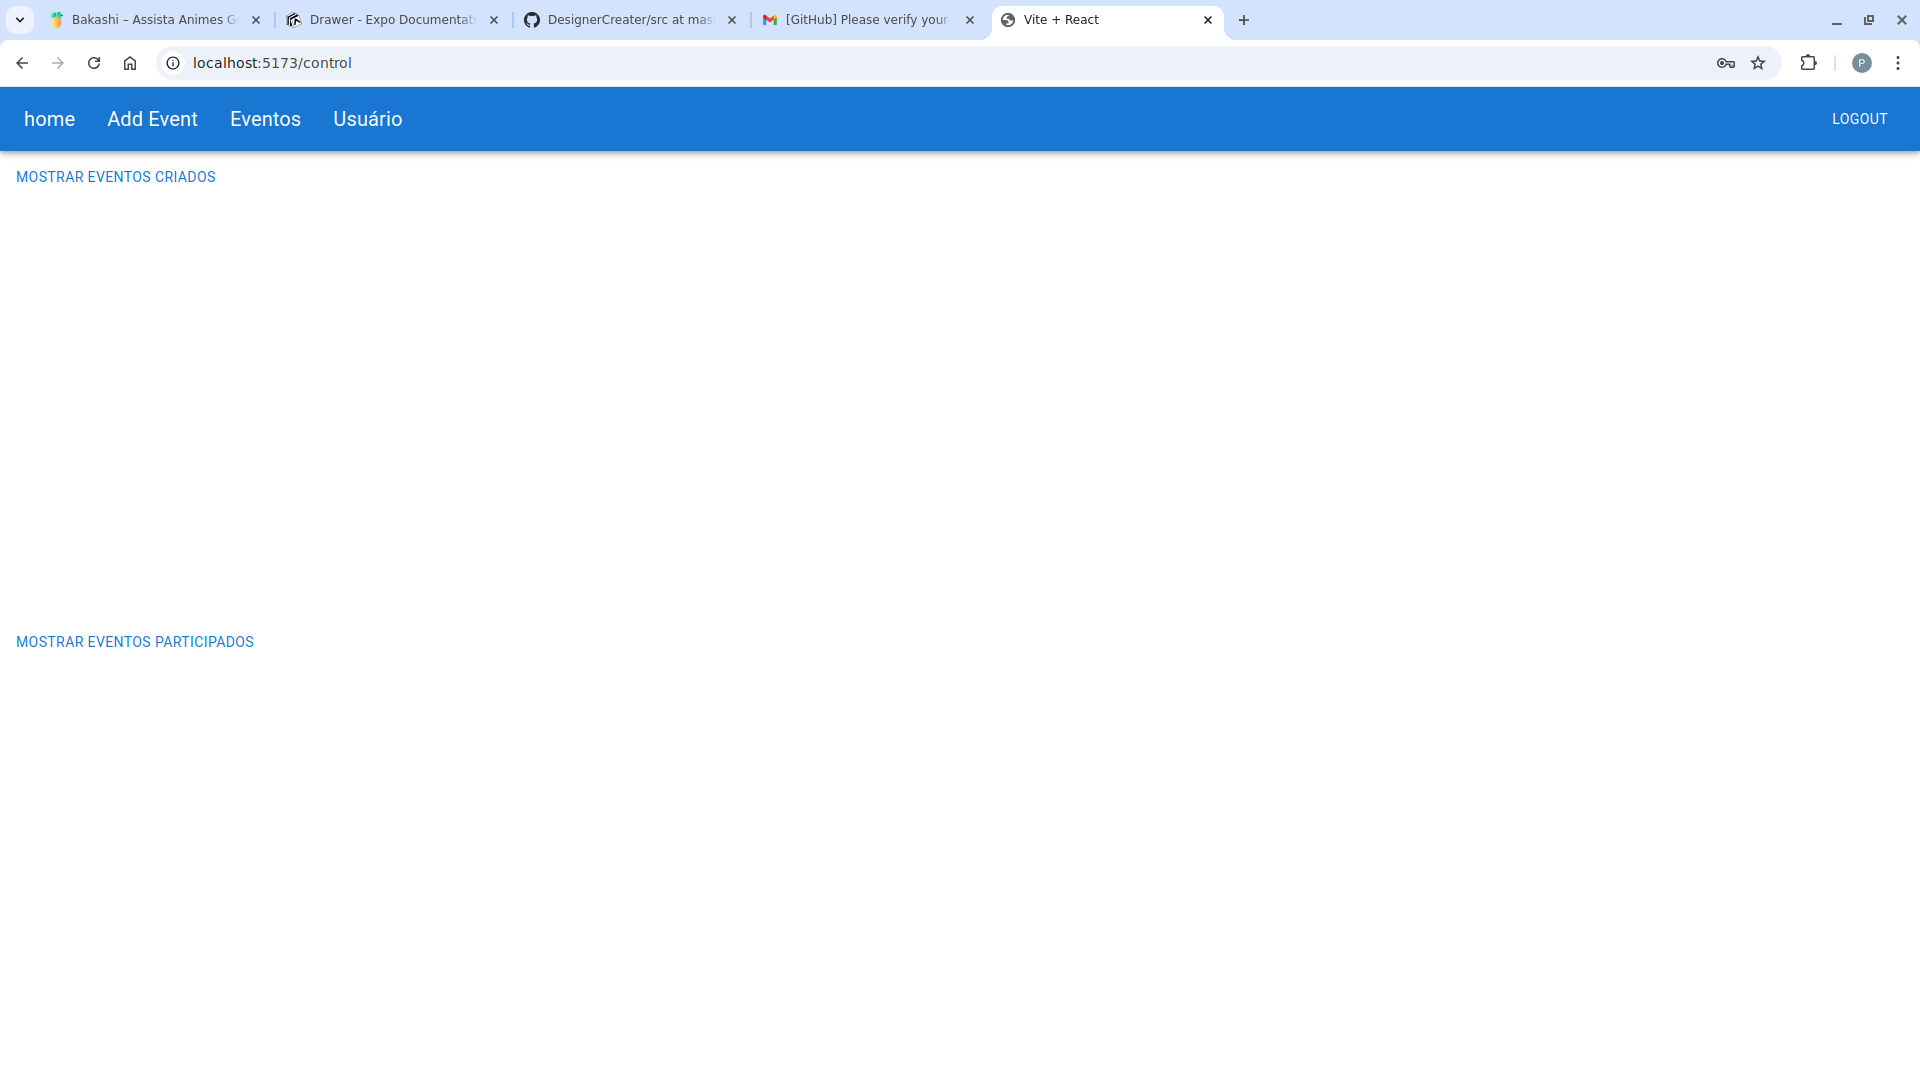 Bakashi – Assista Animes G
Drawer - Expo Documentati
DesignerCreater/src at mas
[GitHub] Please verify your
Vite + React
localhost:5173/control
P
home
Add Event
Eventos
Usuário
LOGOUT
MOSTRAR EVENTOS CRIADOS
MOSTRAR EVENTOS PARTICIPADOS